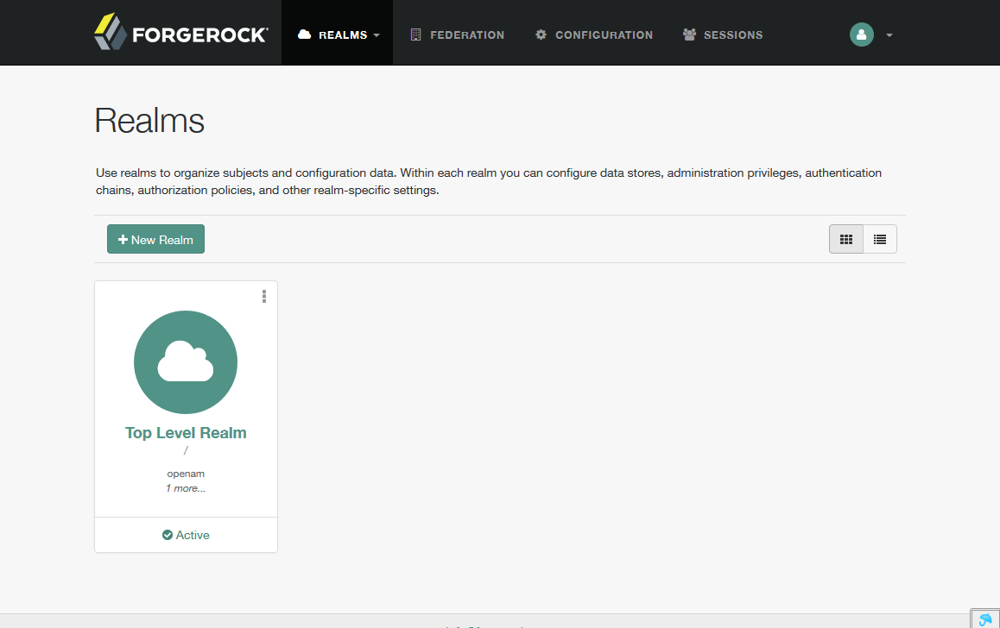 FORGEROCK
REALMS
FEDERATION
CONFIGURATION
SESSIONS
Realms
Use realms to organize subjects and configuration data. Within each realm you can configure data stores, administration privileges, authentication
chains, authorization policies, and other realm-specific settings.
New Realm
Top Level Realm
/
openam
1 more...
Active